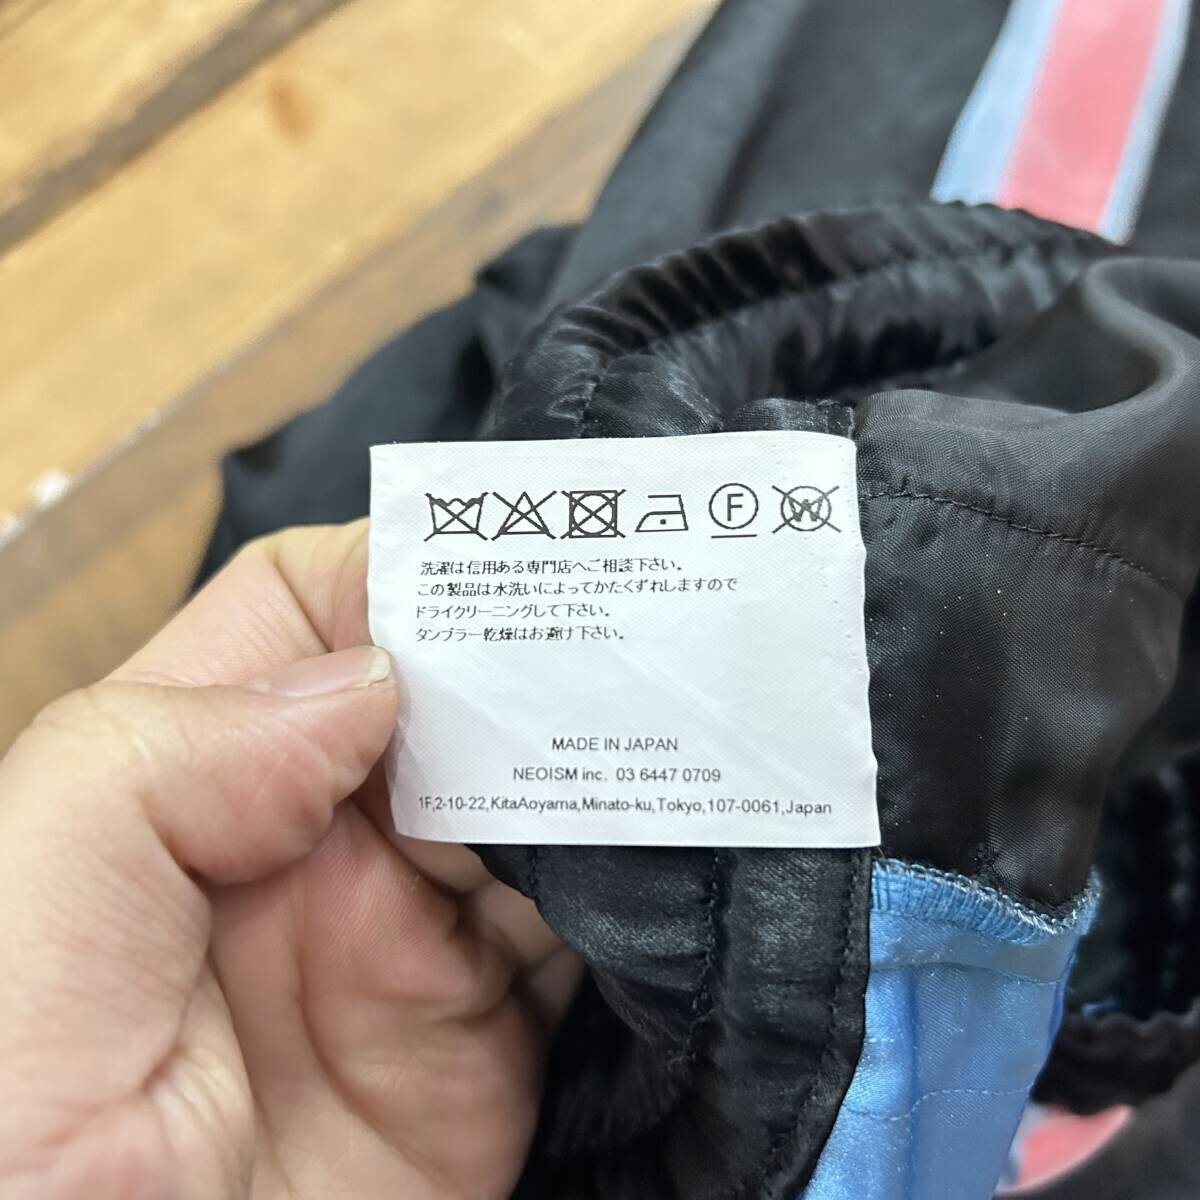 F W
洗濯は信用ある専門店へご相談下さい。
この製品は水洗いによってかたくずれしますので
ドライクリーニングして下さい。
タンブラー乾燥はお避け下さい。
MADE IN JAPAN
NEOISM inc. 03 6447 0709
1F,2-10-22,KitaAoyama,Minato-ku,Tokyo,107-0061,Japan